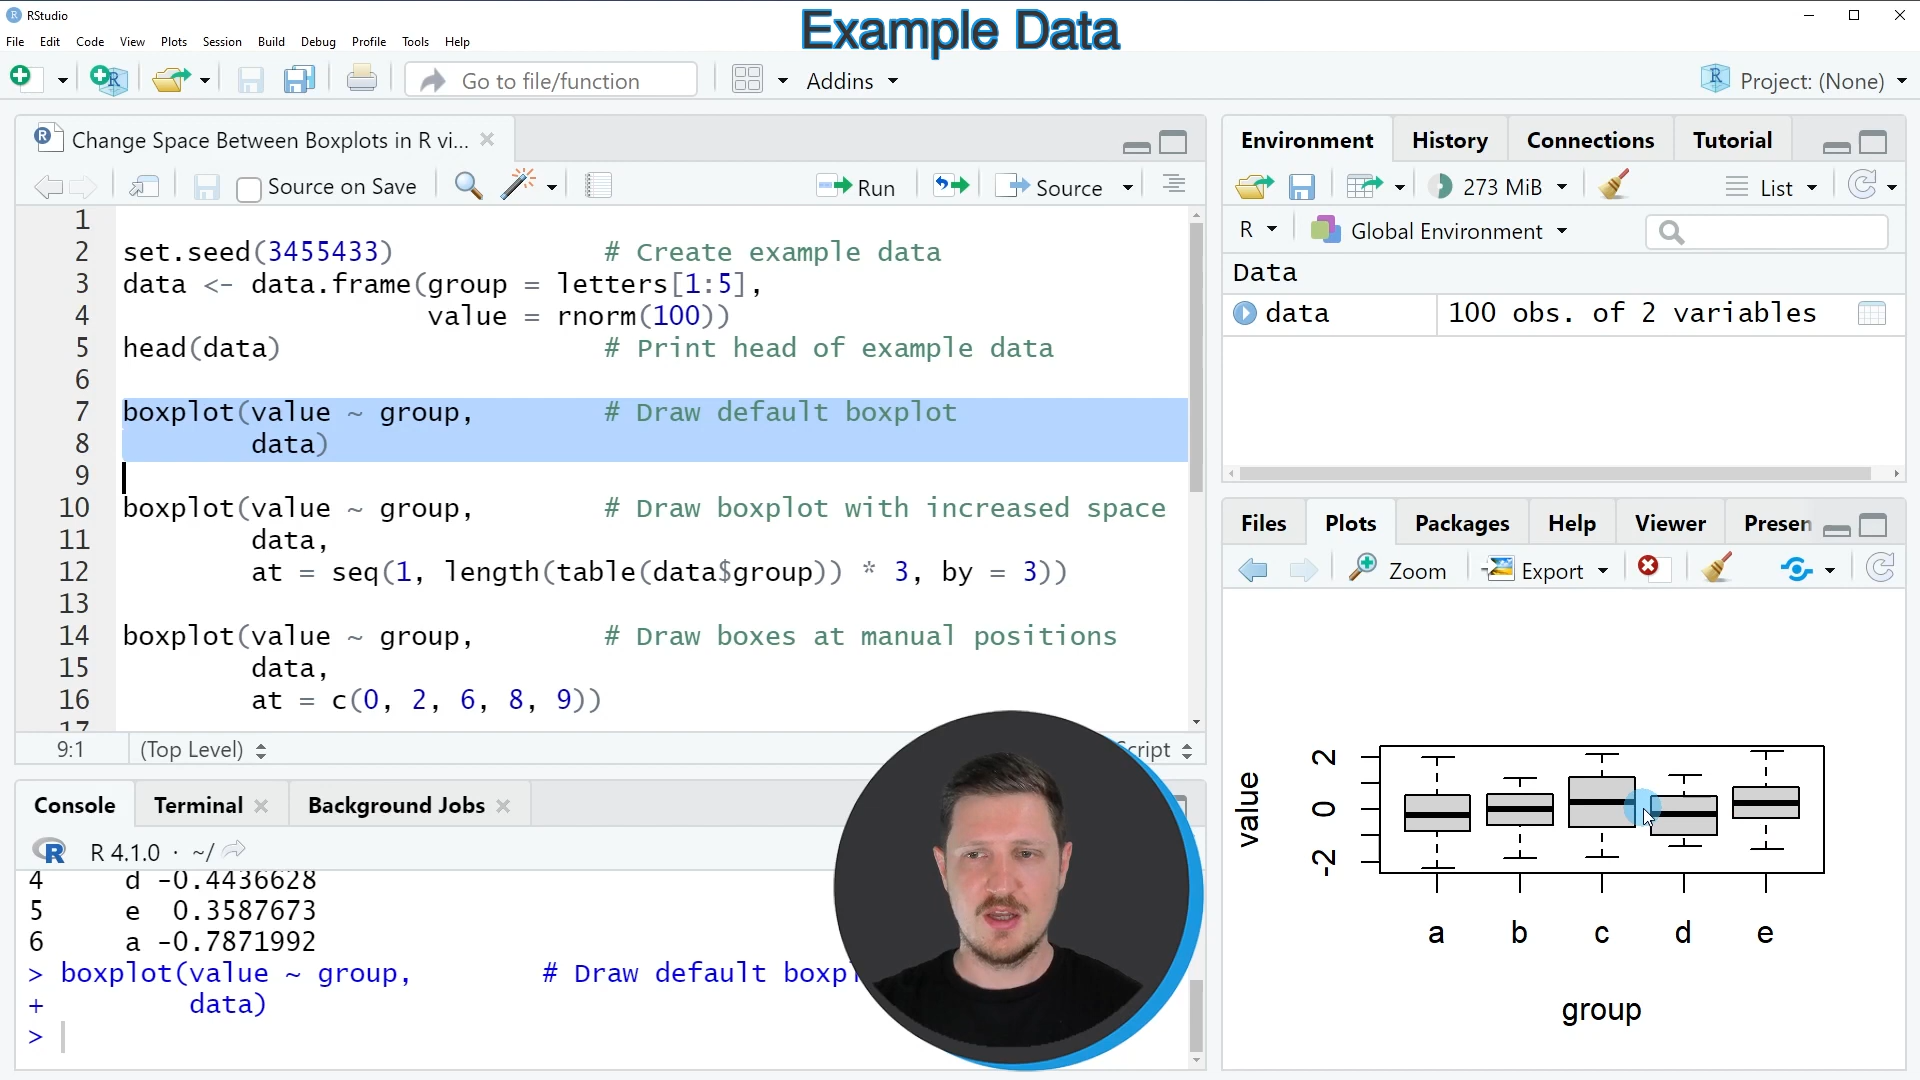 RStudio
Example Data
File Edit Code View Plots Session Build Debug Profile Tools Help
Go to file/function
Addins
Project: (None)
Change Space Between Boxplots in R vi...
Source on Save
Run
Source
1
2 set.seed(3455433) # Create example data
3 data <- data.frame(group = letters[1:5],
4 value = rnorm(100))
5 head(data) # Print head of example data
6
7 boxplot(value ~ group, # Draw default boxplot
8 data)
9
10 boxplot(value ~ group, # Draw boxplot with increased space
11 data,
12 at = seq(1, length(table(data$group)) * 3, by = 3))
13
14 boxplot(value ~ group, # Draw boxes at manual positions
15 data,
16 at = c(0, 2, 6, 8, 9))
17
9:1 (Top Level) Script
Console Terminal Background Jobs
R R 4.1.0 · ~/
4 d -0.4436628
5 e 0.3587673
6 a -0.7871992
> boxplot(value ~ group, # Draw default boxpl
+ data)
>
Environment History Connections Tutorial
273 MiB
List
R Global Environment
Data
data 100 obs. of 2 variables
Files Plots Packages Help Viewer Presen
Zoom Export
value
2
0
-2
a b c d e
group